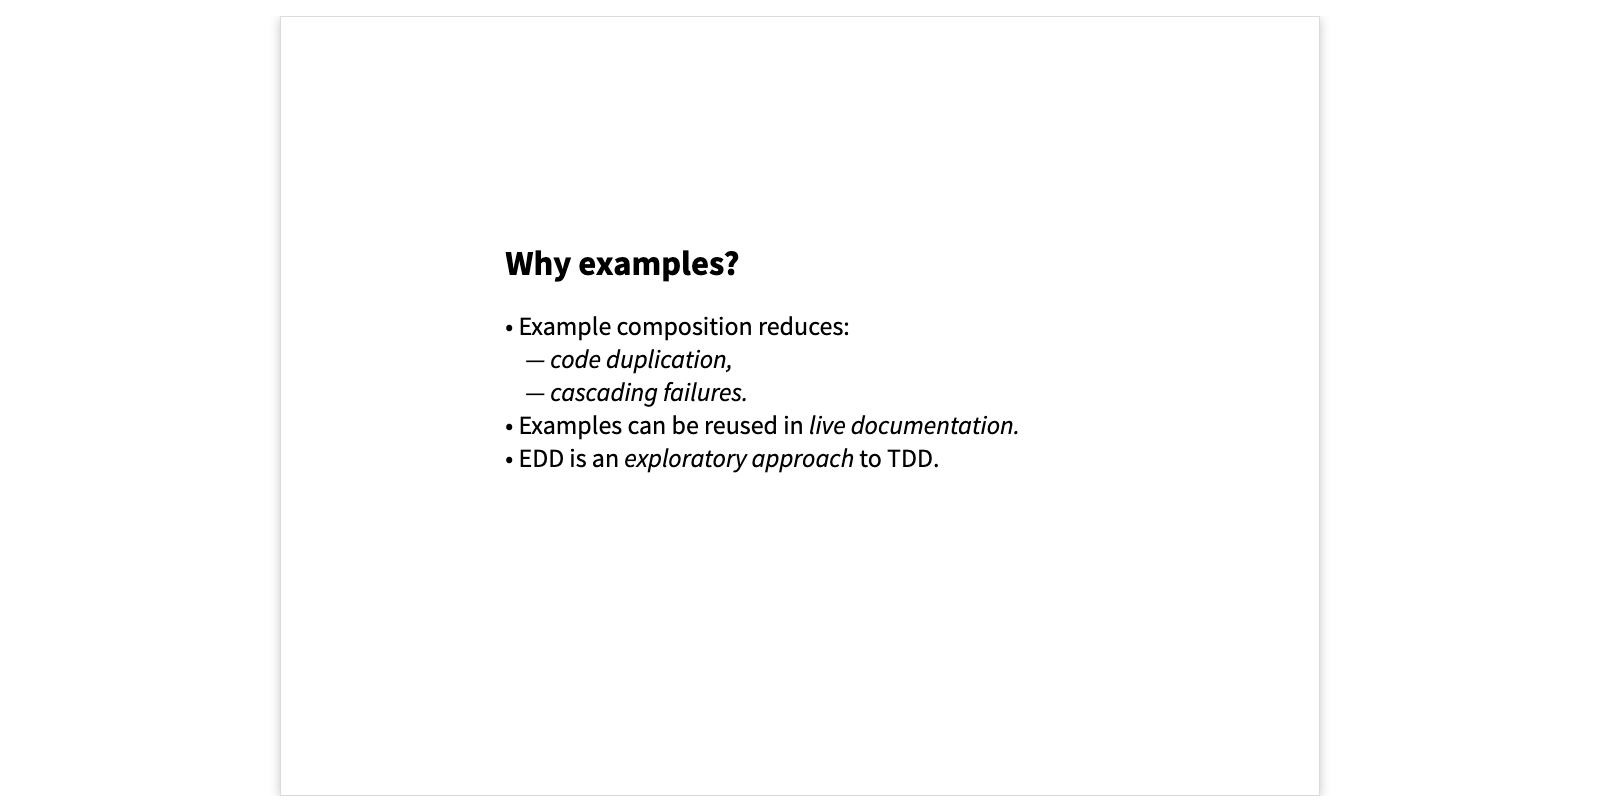 Why examples?
• Example composition reduces:
— code duplication,
— cascading failures.
• Examples can be reused in live documentation.
• EDD is an exploratory approach to TDD.